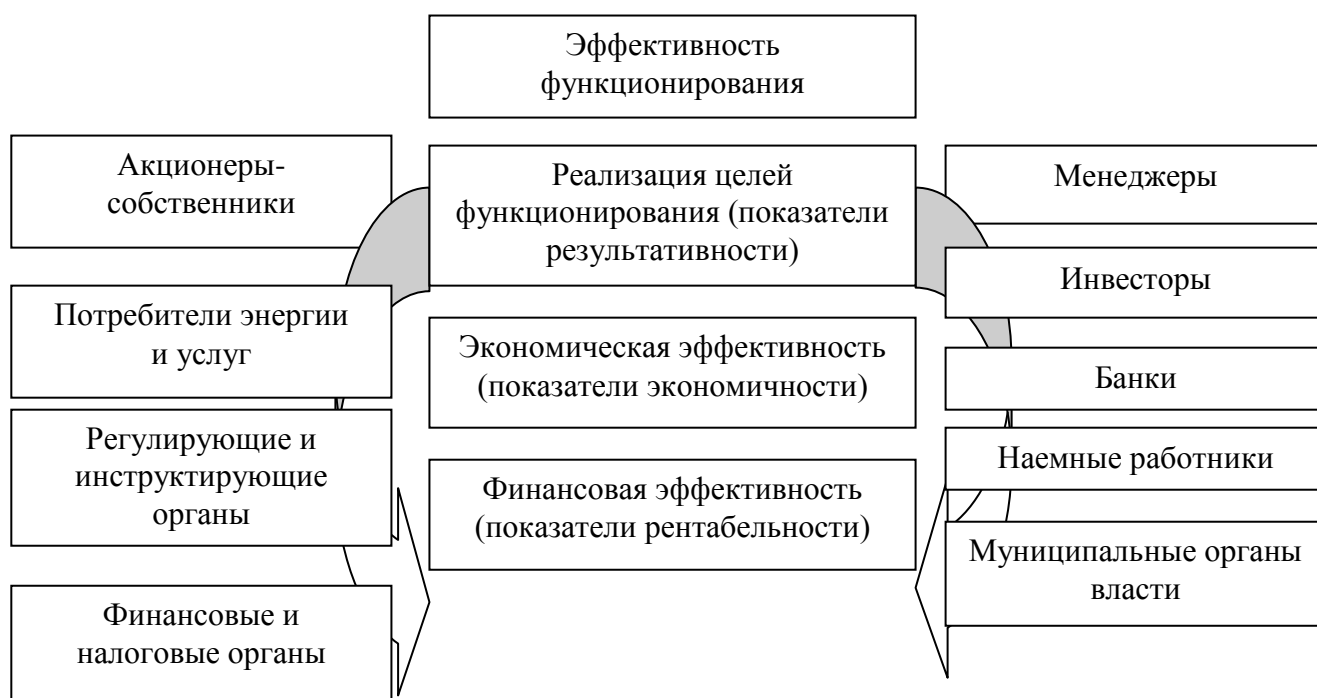 Эффективность
функционирования
Акционеры-
собственники
Потребители энергии
и услуг
Регулирующие и
инструктирующие
органы
Финансовые и
налоговые органы
Реализация целей
функционирования (показатели
результативности)
Экономическая эффективность
(показатели экономичности)
Финансовая эффективность
(показатели рентабельности)
Менеджеры
Инвесторы
Банки
Наемные работники
Муниципальные органы
власти